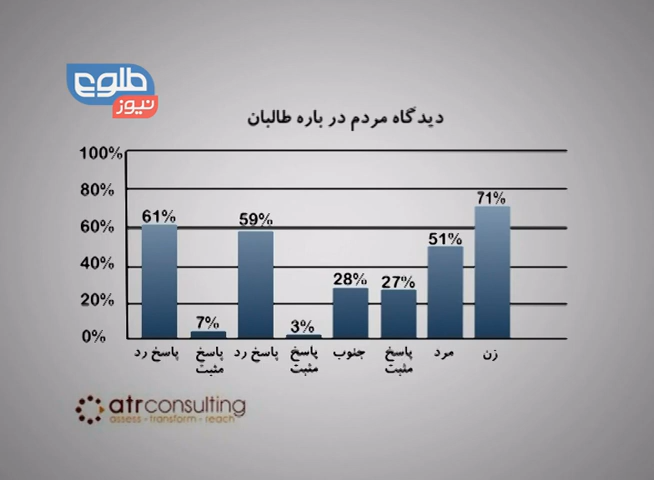 طلوع
نیوز
دیدگاه مردم در باره طالبان
100%
80%
60%
40%
20%
0%
61%
7%
59%
3%
28%
27%
51%
71%
پاسخ رد
پاسخ
مثبت
پاسخ رد
پاسخ
مثبت
جنوب
پاسخ
مثبت
مرد
زن
atrconsulting
assess - transform - reach